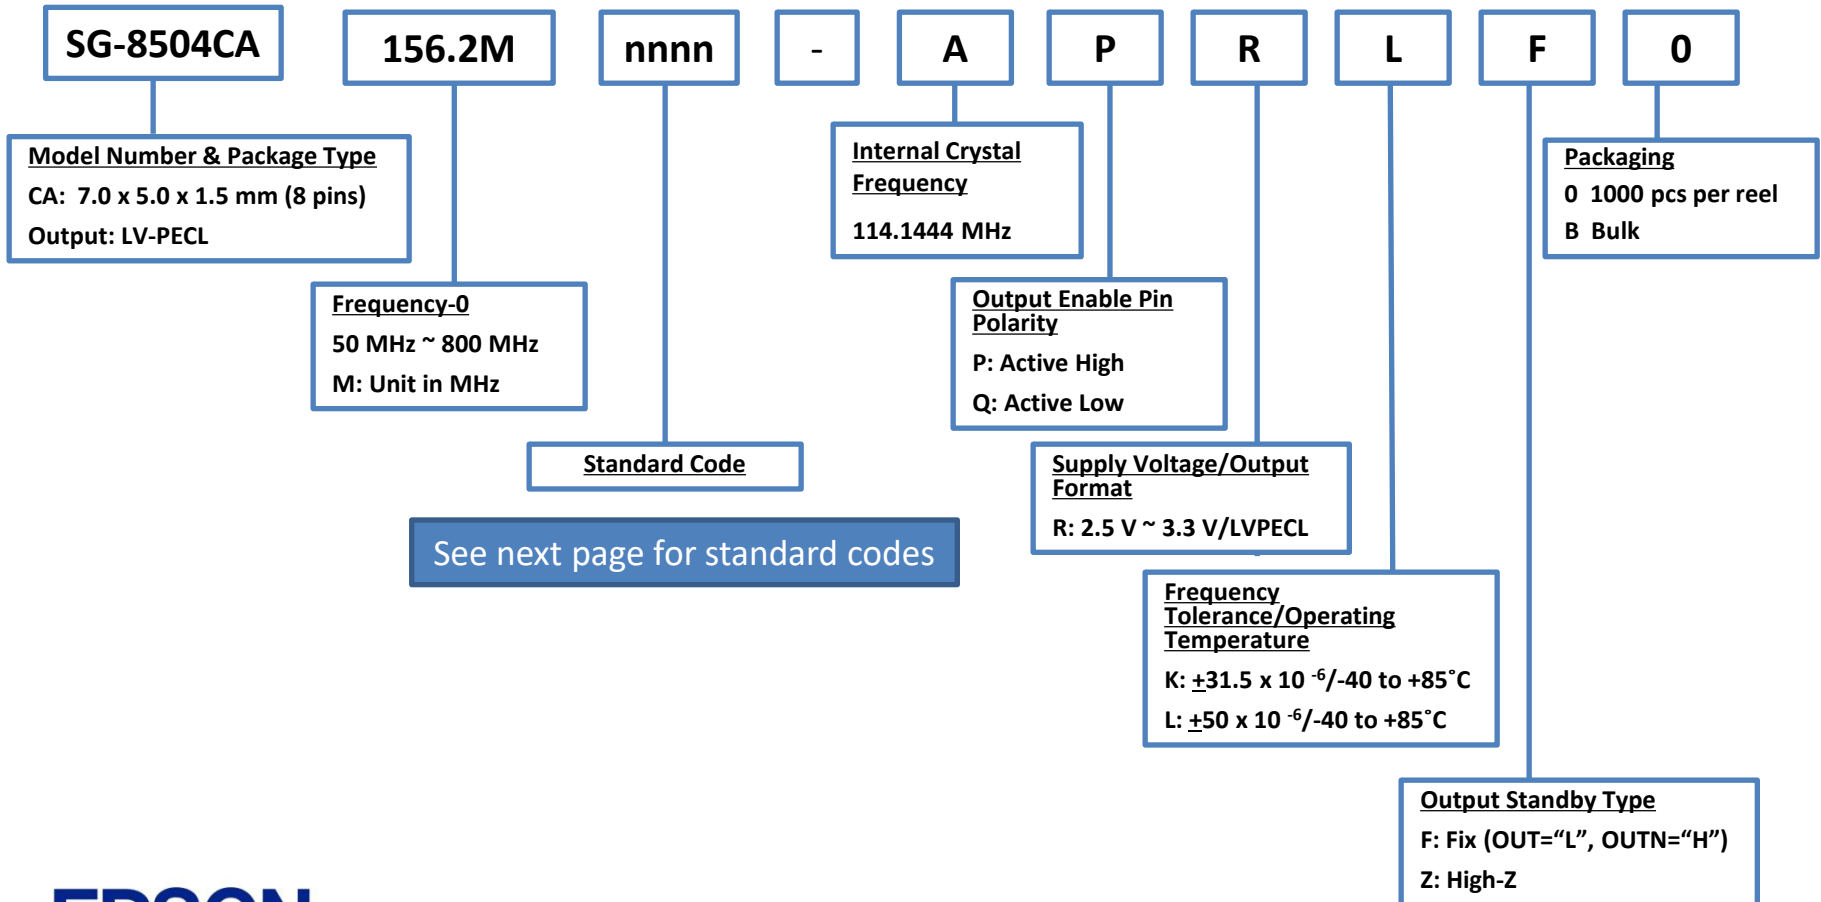 SG-8504CA 156.2M nnnn - A P R L F 0
Model Number & Package Type
CA: 7.0 x 5.0 x 1.5 mm (8 pins)
Output: LV-PECL
Frequency-0
50 MHz ~ 800 MHz
M: Unit in MHz
Standard Code
See next page for standard codes
Internal Crystal
Frequency
114.1444 MHz
Output Enable Pin
Polarity
P: Active High
Q: Active Low
Supply Voltage/Output
Format
R: 2.5 V ~ 3.3 V/LVPECL
Frequency
Tolerance/Operating
Temperature
K: ±31.5 x 10 ⁻⁶/-40 to +85˚C
L: ±50 x 10 ⁻⁶/-40 to +85˚C
Output Standby Type
F: Fix (OUT=“L”, OUTN=“H”)
Z: High-Z
Packaging
0 1000 pcs per reel
B Bulk
EPSON